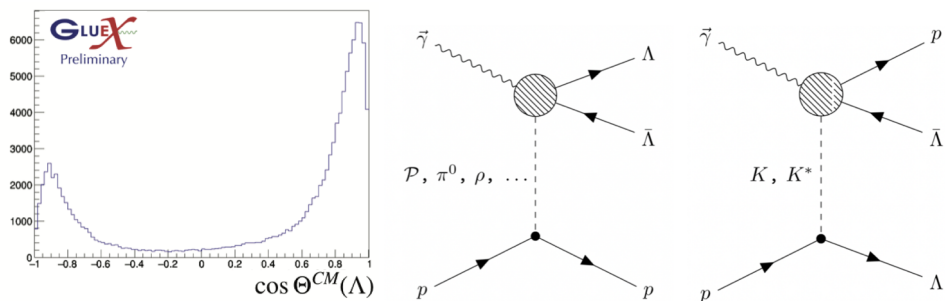 GLUEX
Preliminary
6000
5000
4000
3000
2000
1000
0
-1 -0.8 -0.6 -0.4 -0.2 0 0.2 0.4 0.6 0.8 1
cos Θ^{CM}(Λ)
γ⃗
Λ
Λ̄
𝒫, π⁰, ρ, …
p
p
γ⃗
p
Λ̄
K, K*
p
Λ